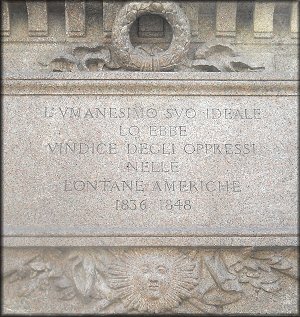 L'VMANESIMO SVO IDEALE
LO EBBE
VINDICE DEGLI OPPRESSI
NELLE
LONTANE AMERICHE
1836 1848